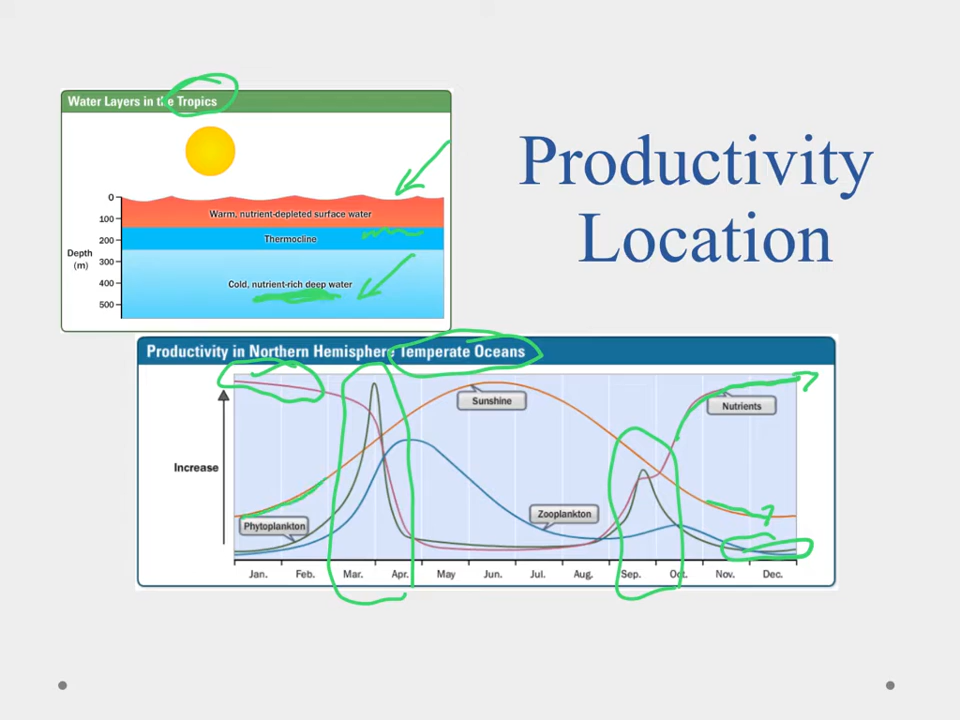 Water Layers in the Tropics
Productivity
Location
0
100
200
300
400
500
Depth
(m)
Warm, nutrient-depleted surface water
Thermocline
Cold, nutrient-rich deep water
Productivity in Northern Hemisphere Temperate Oceans
Increase
Sunshine
Nutrients
Phytoplankton
Zooplankton
Jan. Feb. Mar. Apr. May Jun. Jul. Aug. Sep. Oct. Nov. Dec.